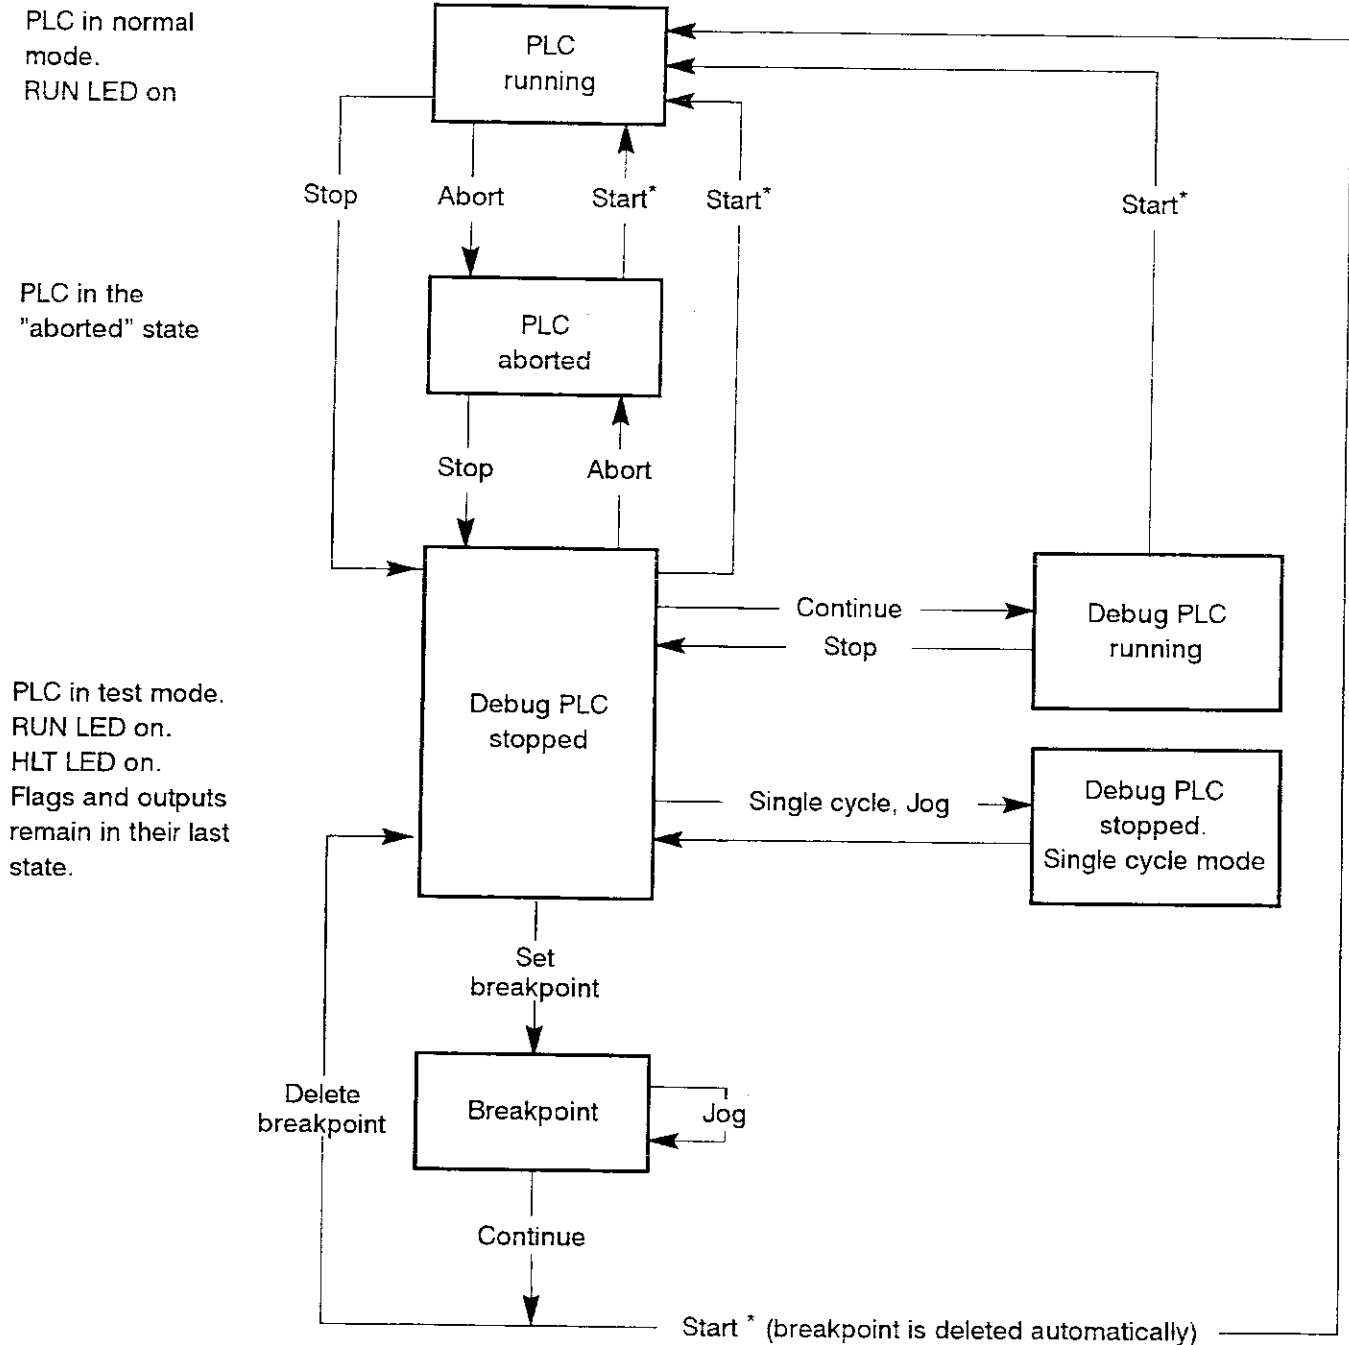 PLC in normal
mode.
RUN LED on
PLC
running
Stop
Abort
Start*
Start*
Start*
PLC in the
"aborted" state
PLC
aborted
Stop
Abort
Continue
Stop
Debug PLC
running
PLC in test mode.
RUN LED on.
HLT LED on.
Flags and outputs
remain in their last
state.
Debug PLC
stopped
Single cycle, Jog
Debug PLC
stopped.
Single cycle mode
Set
breakpoint
Delete
breakpoint
Breakpoint
Jog
Continue
Start * (breakpoint is deleted automatically)